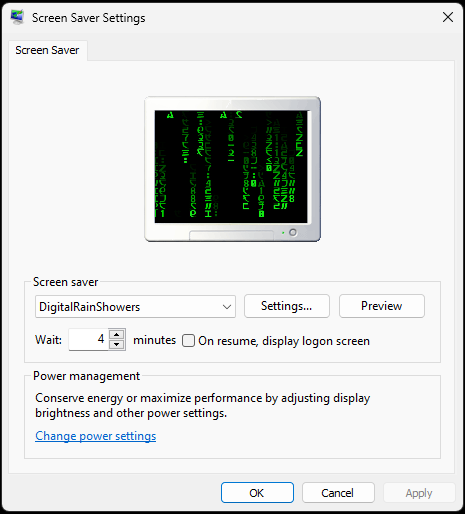 Screen Saver Settings
Screen Saver
Screen saver
DigitalRainShowers
Settings...
Preview
Wait: 4 minutes
On resume, display logon screen
Power management
Conserve energy or maximize performance by adjusting display
brightness and other power settings.
Change power settings
OK
Cancel
Apply